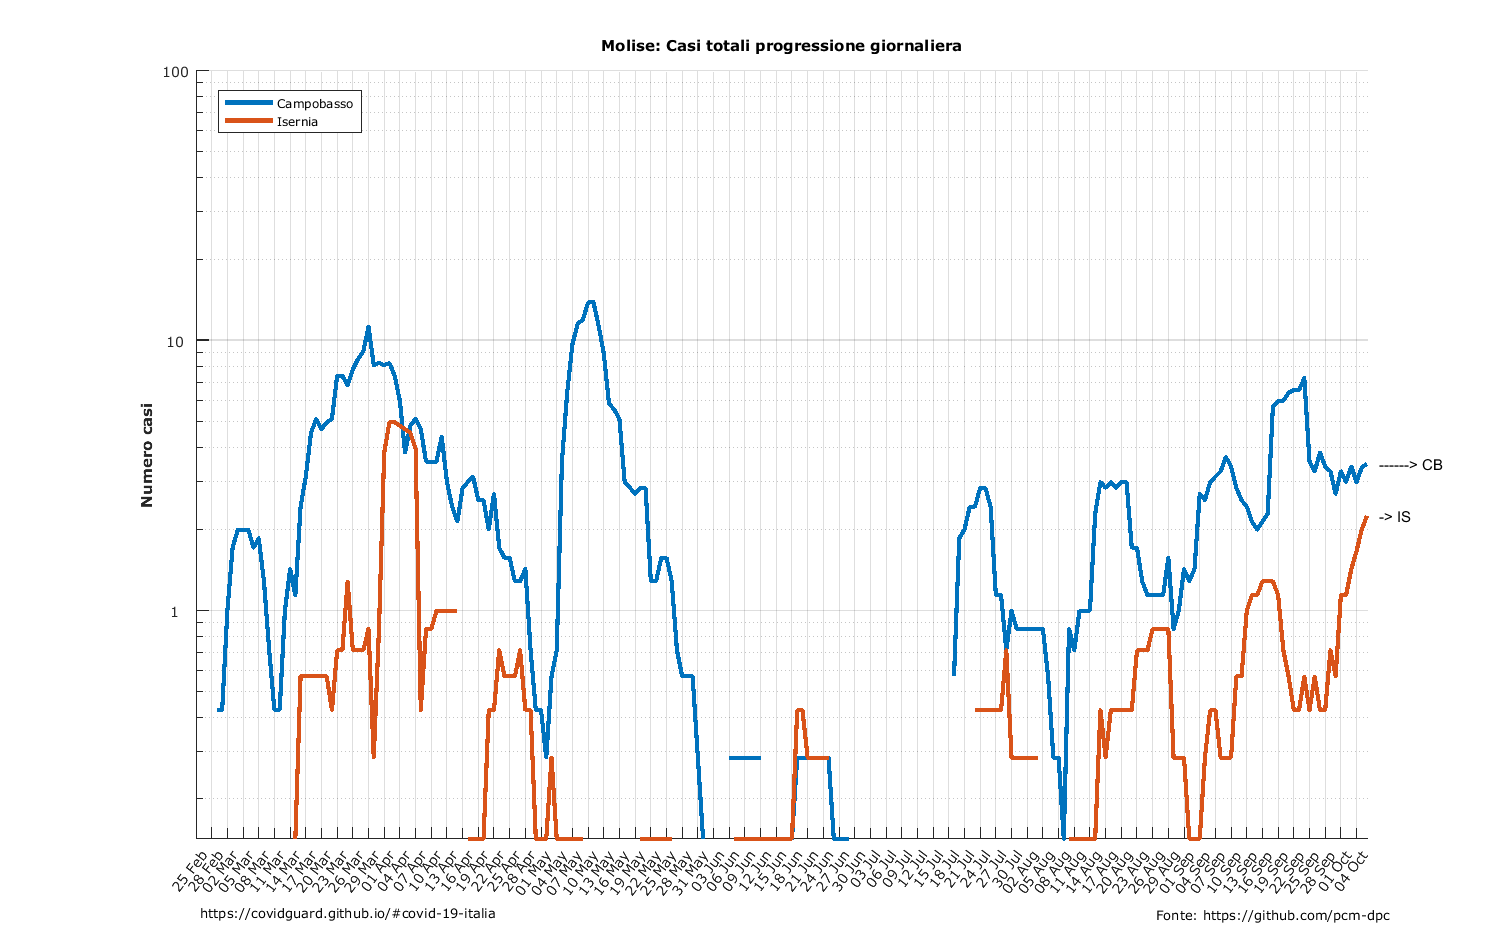 Molise: Casi totali progressione giornaliera
100
Campobasso
Isernia
10
Numero casi
------> CB
-> IS
1
25 Feb
28 Feb
02 Mar
05 Mar
08 Mar
11 Mar
14 Mar
17 Mar
20 Mar
23 Mar
26 Mar
29 Mar
01 Apr
04 Apr
07 Apr
10 Apr
13 Apr
16 Apr
19 Apr
22 Apr
25 Apr
28 Apr
01 May
04 May
07 May
10 May
13 May
16 May
19 May
22 May
25 May
28 May
31 May
03 Jun
06 Jun
09 Jun
12 Jun
15 Jun
18 Jun
21 Jun
24 Jun
27 Jun
30 Jun
03 Jul
06 Jul
09 Jul
12 Jul
15 Jul
18 Jul
21 Jul
24 Jul
27 Jul
30 Jul
02 Aug
05 Aug
08 Aug
11 Aug
14 Aug
17 Aug
20 Aug
23 Aug
26 Aug
29 Aug
01 Sep
04 Sep
07 Sep
10 Sep
13 Sep
16 Sep
19 Sep
22 Sep
25 Sep
28 Sep
01 Oct
04 Oct
https://covidguard.github.io/#covid-19-italia
Fonte: https://github.com/pcm-dpc